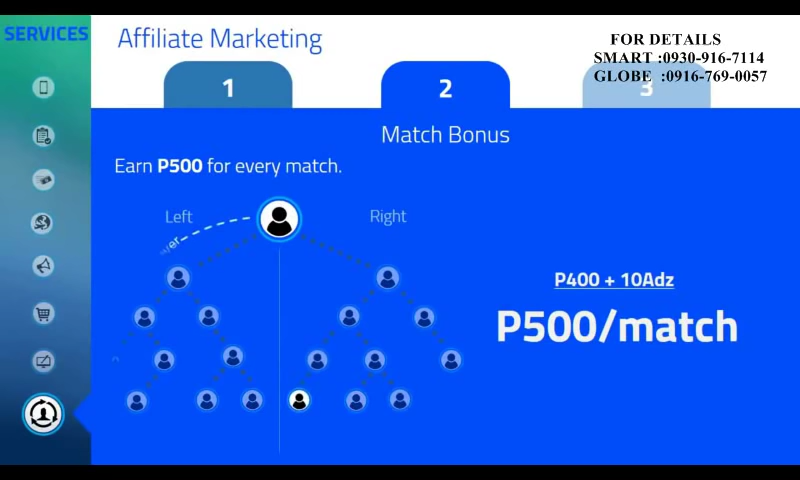 SERVICES
Affiliate Marketing
FOR DETAILS
SMART :0930-916-7114
GLOBE :0916-769-0057
1
2
3
Match Bonus
Earn P500 for every match.
Left
Right
P400 + 10Adz
P500/match